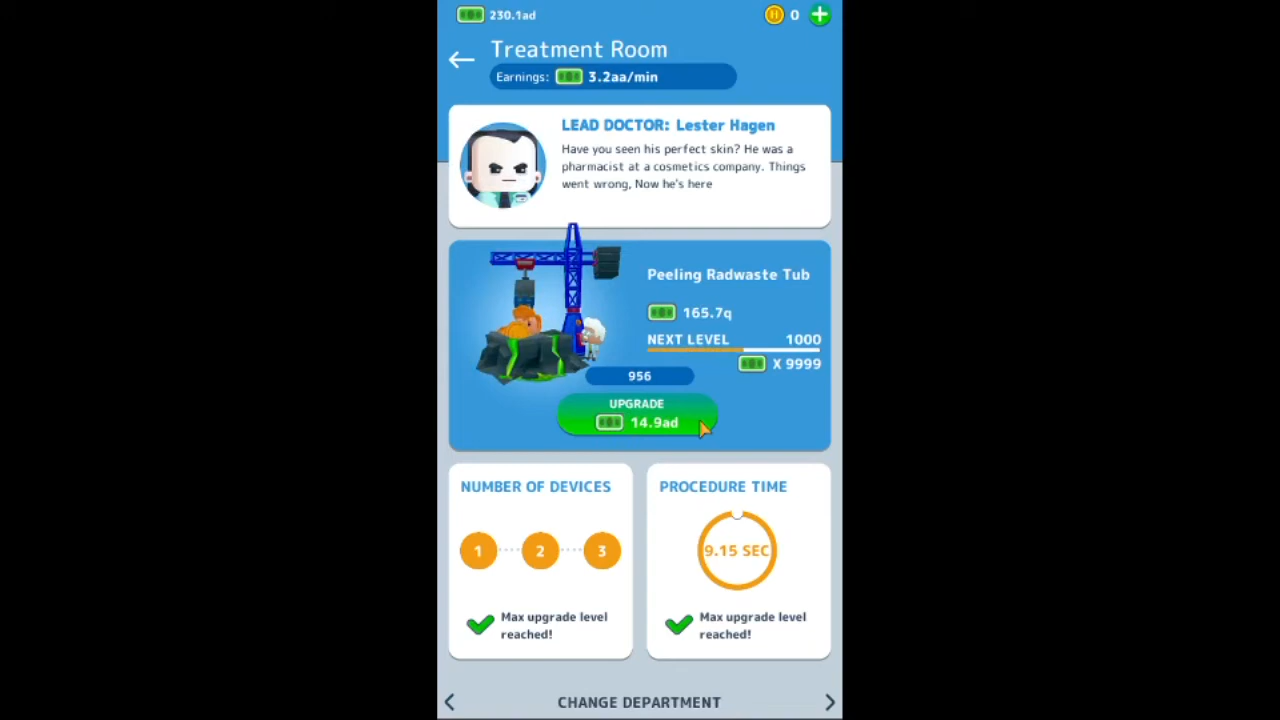 230.1ad
0
Treatment Room
Earnings: 3.2aa/min
LEAD DOCTOR: Lester Hagen
Have you seen his perfect skin? He was a
pharmacist at a cosmetics company. Things
went wrong, Now he's here
Peeling Radwaste Tub
165.7q
NEXT LEVEL 1000
X 9999
956
UPGRADE
14.9ad
NUMBER OF DEVICES
1 2 3
Max upgrade level
reached!
PROCEDURE TIME
9.15 SEC
Max upgrade level
reached!
CHANGE DEPARTMENT